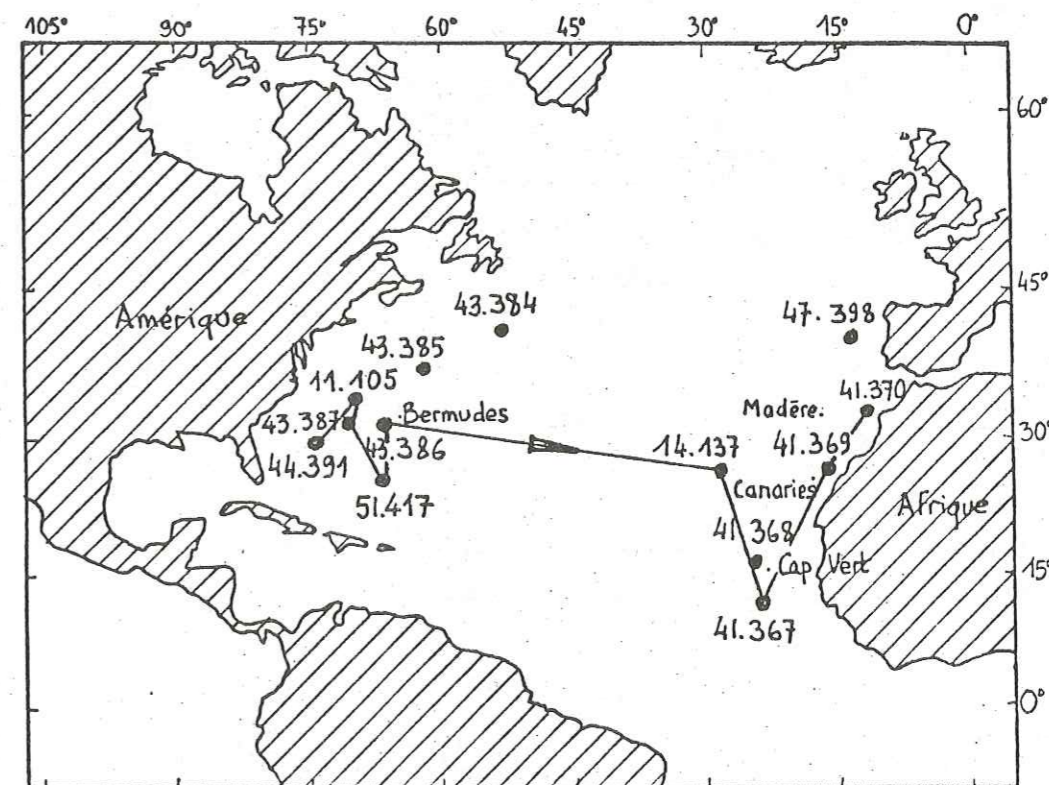 105° 90° 75° 60° 45° 30° 15° 0°
60°
45°
43.384
47.398
Amérique
43.385
11.105
41.370
Madère.
43.387
.Bermudes
30°
43.386
14.137
41.369
44.391
Canaries
51.417
Afrique
41.368
.Cap Vert
15°
41.367
0°